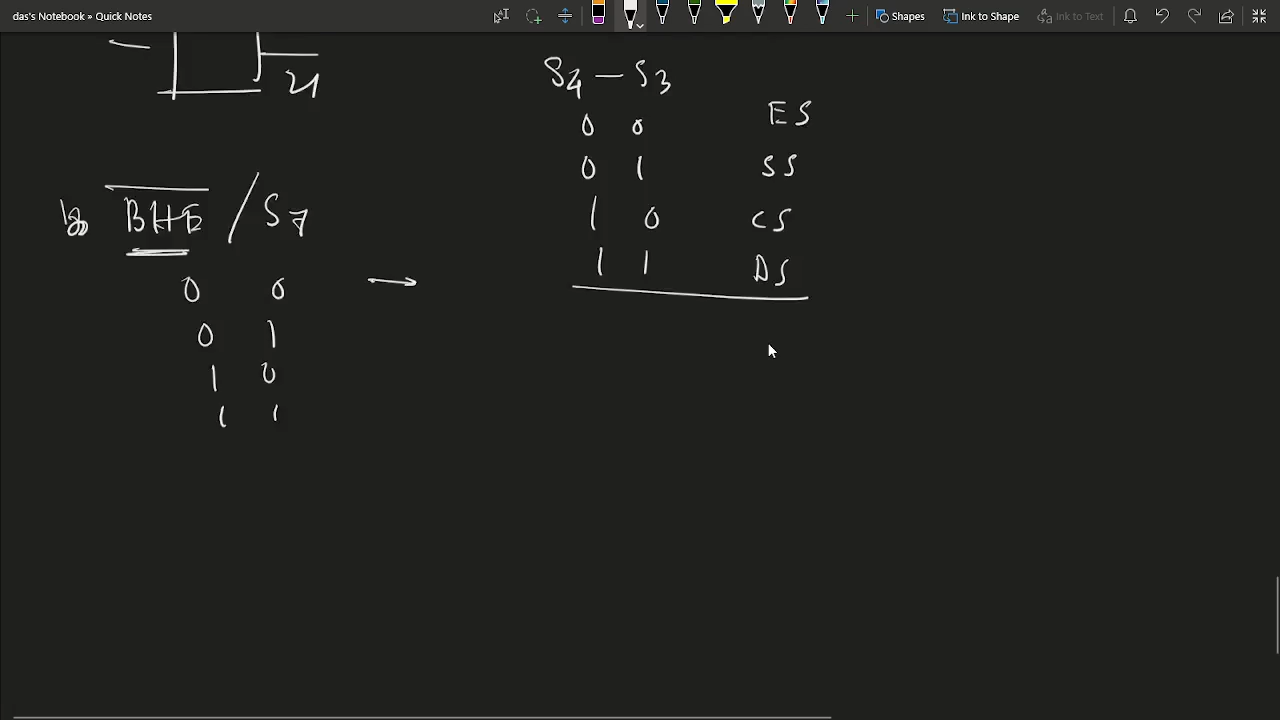 das's Notebook » Quick Notes
Shapes Ink to Shape Ink to Text
21
S4 — S3
0 0 ES
0 1 SS
1 0 CS
1 1 DS
BHE / S7
0 0 →
0 1
1 0
1 1